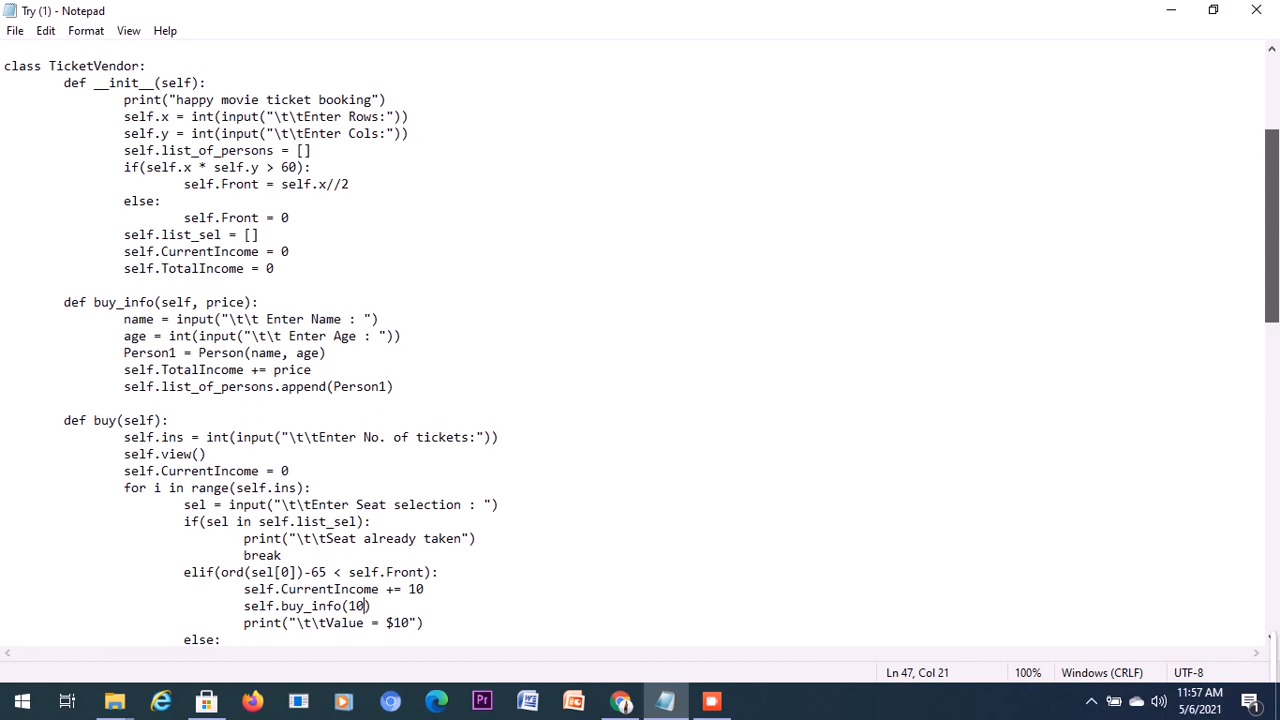 Try (1) - Notepad
File Edit Format View Help
class TicketVendor:
def __init__(self):
print("happy movie ticket booking")
self.x = int(input("\t\tEnter Rows:"))
self.y = int(input("\t\tEnter Cols:"))
self.list_of_persons = []
if(self.x * self.y > 60):
self.Front = self.x//2
else:
self.Front = 0
self.list_sel = []
self.CurrentIncome = 0
self.TotalIncome = 0
def buy_info(self, price):
name = input("\t\t Enter Name : ")
age = int(input("\t\t Enter Age : "))
Person1 = Person(name, age)
self.TotalIncome += price
self.list_of_persons.append(Person1)
def buy(self):
self.ins = int(input("\t\tEnter No. of tickets:"))
self.view()
self.CurrentIncome = 0
for i in range(self.ins):
sel = input("\t\tEnter Seat selection : ")
if(sel in self.list_sel):
print("\t\tSeat already taken")
break
elif(ord(sel[0])-65 < self.Front):
self.CurrentIncome += 10
self.buy_info(10)
print("\t\tValue = $10")
else:
Ln 47, Col 21 100% Windows (CRLF) UTF-8
Pr
11:57 AM
5/6/2021
1